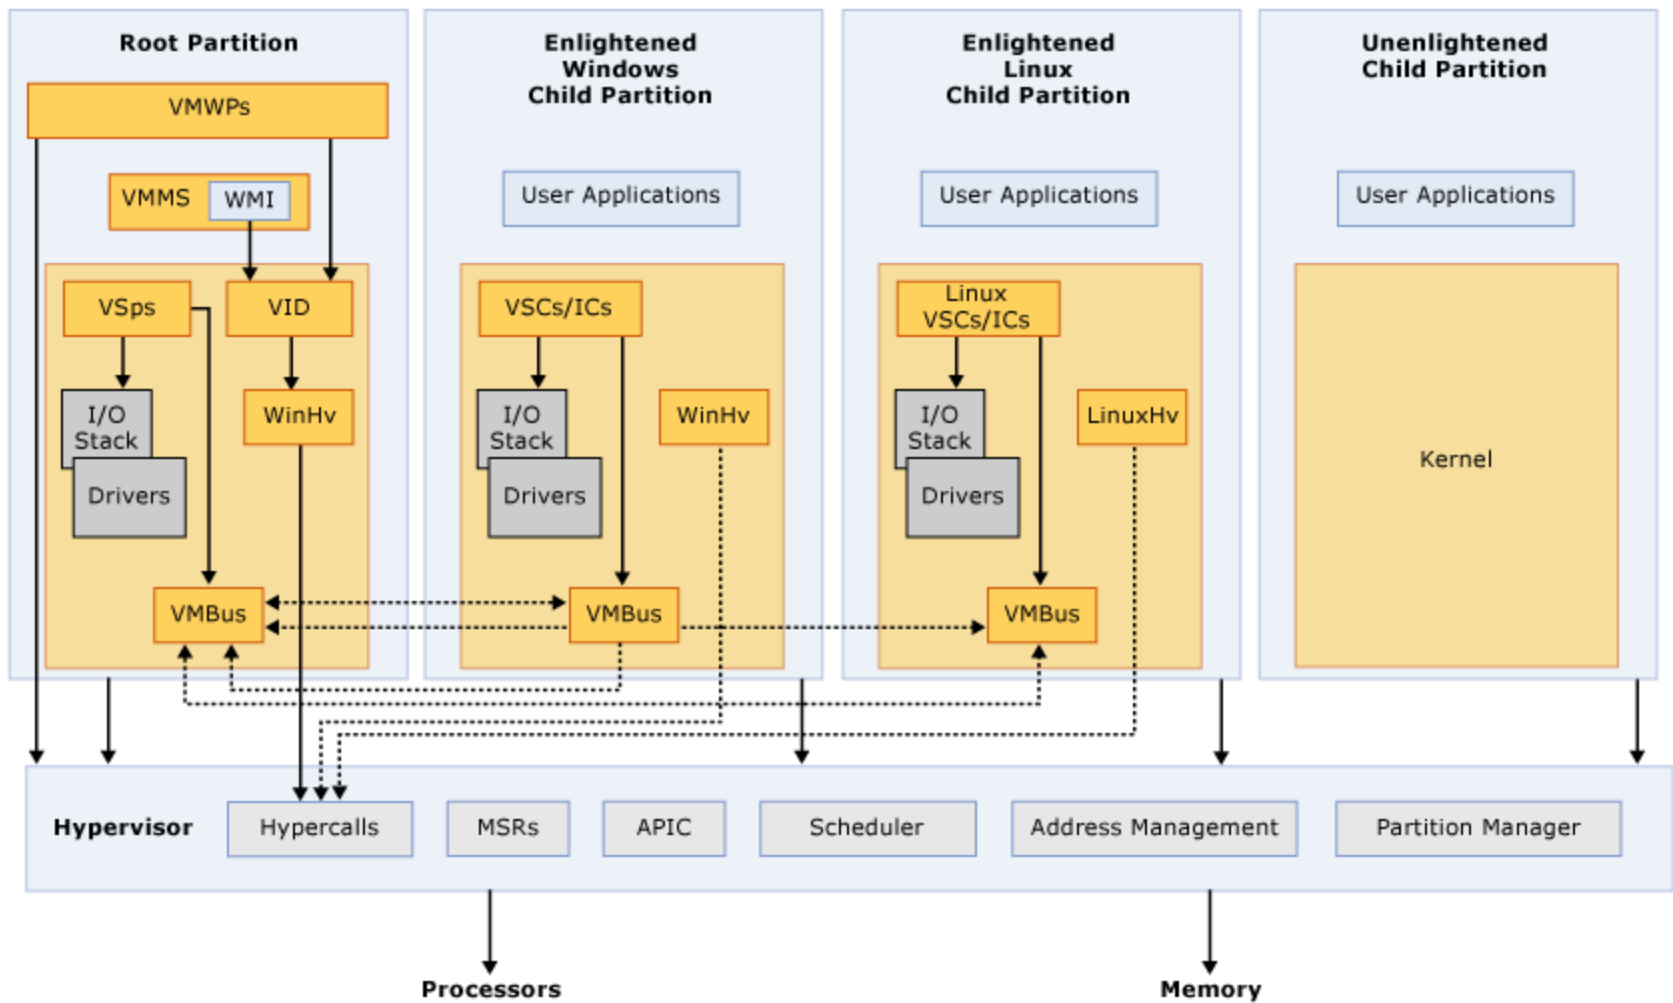 Root Partition
VMWPs
VMMS
WMI
VSps
VID
I/O
Stack
Drivers
WinHv
VMBus
Enlightened
Windows
Child Partition
User Applications
VSCs/ICs
I/O
Stack
Drivers
WinHv
VMBus
Enlightened
Linux
Child Partition
User Applications
Linux
VSCs/ICs
I/O
Stack
Drivers
LinuxHv
VMBus
Unenlightened
Child Partition
User Applications
Kernel
Hypervisor
Hypercalls
MSRs
APIC
Scheduler
Address Management
Partition Manager
Processors
Memory